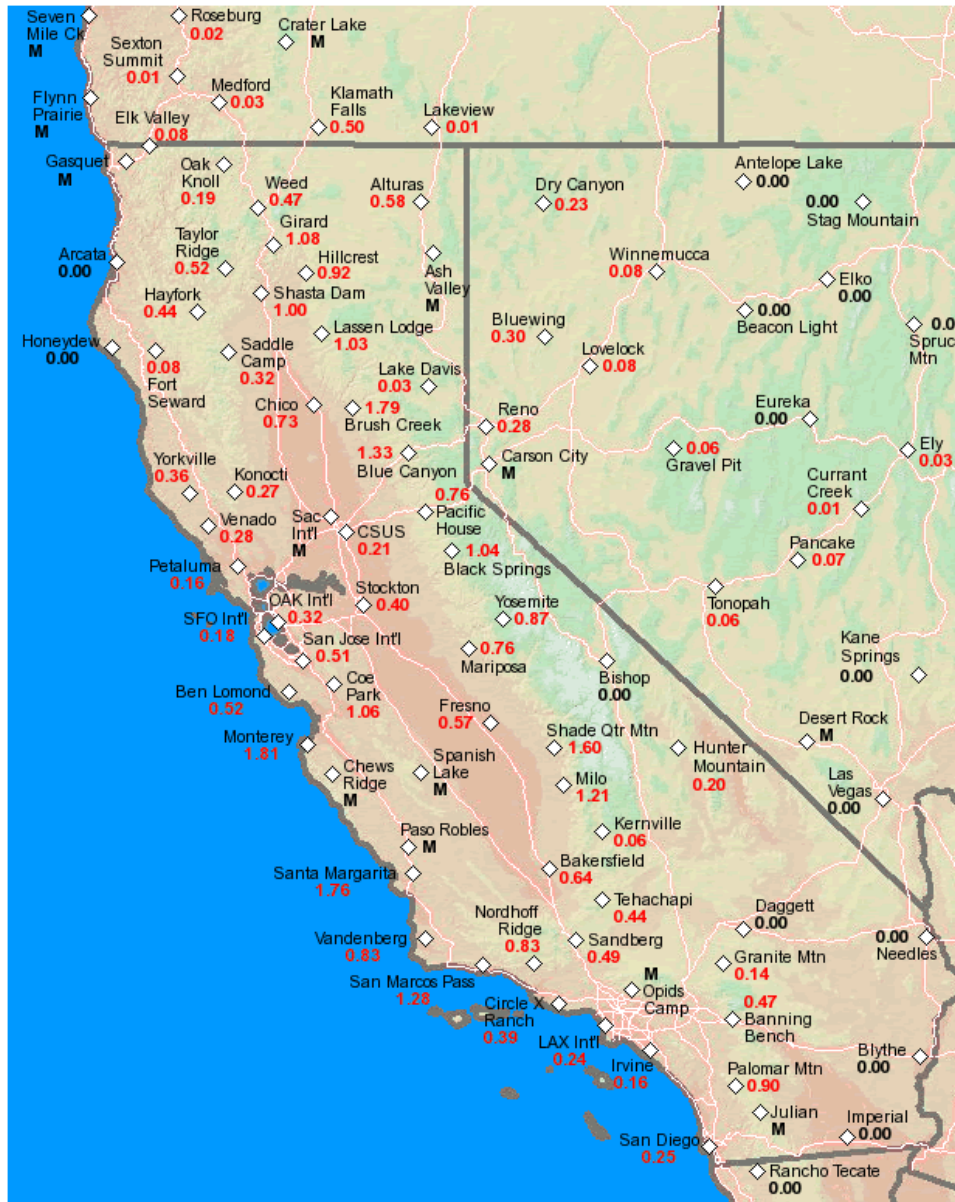 Seven
Mile Ck
M
Roseburg
0.02
Crater Lake
M
Sexton
Summit
0.01
Flynn
Prairie
M
Medford
0.03
Klamath
Falls
0.50
Lakeview
0.01
Elk Valley
0.08
Gasquet
M
Oak
Knoll
0.19
Weed
0.47
Alturas
0.58
Dry Canyon
0.23
Antelope Lake
0.00
0.00
Stag Mountain
Girard
1.08
Taylor
Ridge
0.52
Arcata
0.00
Hillcrest
0.92
Ash
Valley
M
Winnemucca
0.08
Elko
0.00
Hayfork
0.44
Shasta Dam
1.00
0.00
Beacon Light
Lassen Lodge
1.03
Bluewing
0.30
0.0
Spruc
Mtn
Honeydew
0.00
0.08
Fort
Seward
Saddle
Camp
0.32
Lovelock
0.08
Lake Davis
0.03
Chico
0.73
1.79
Brush Creek
Reno
0.28
Eureka
0.00
1.33
Blue Canyon
Carson City
M
0.06
Gravel Pit
Ely
0.03
Yorkville
0.36
Konocti
0.27
Currant
Creek
0.01
0.76
Pacific
House
Venado
0.28
Sac
Int'l
M
CSUS
0.21
1.04
Black Springs
Pancake
0.07
Petaluma
0.16
Stockton
0.40
Tonopah
0.06
OAK Int'l
0.32
SFO Int'l
0.18
Yosemite
0.87
San Jose Int'l
0.51
0.76
Mariposa
Bishop
0.00
Kane
Springs
0.00
Ben Lomond
0.52
Coe
Park
1.06
Fresno
0.57
Monterey
1.81
Shade Qtr Mtn
1.60
Hunter
Mountain
0.20
Desert Rock
M
Chews
Ridge
M
Spanish
Lake
M
Milo
1.21
Las
Vegas
0.00
Kernville
0.06
Paso Robles
M
Santa Margarita
1.76
Bakersfield
0.64
Tehachapi
0.44
Daggett
0.00
Vandenberg
0.83
Nordhoff
Ridge
0.83
Sandberg
0.49
0.00
Needles
San Marcos Pass
1.28
Granite Mtn
0.14
M
Opids
Camp
Circle X
Ranch
0.39
0.47
Banning
Bench
LAX Int'l
0.24
Irvine
0.16
Blythe
0.00
Palomar Mtn
0.90
Julian
M
Imperial
0.00
San Diego
0.25
Rancho Tecate
0.00